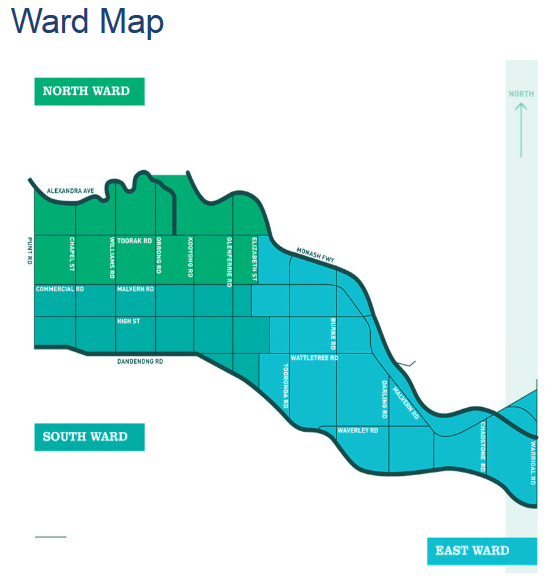 Ward Map
NORTH WARD
NORTH
ALEXANDRA AVE
PUNT RD
CHAPEL ST
WILLIAMS RD
TOORAK RD
ORRONG RD
KOOYONG RD
GLENFERRIE RD
ELIZABETH ST
MONASH FWY
COMMERCIAL RD
MALVERN RD
HIGH ST
BURKE RD
WATTLETREE RD
DANDENONG RD
TOORONGA RD
DARLING RD
MALVERN RD
WAVERLEY RD
CHADSTONE RD
WARRIGAL RD
SOUTH WARD
EAST WARD